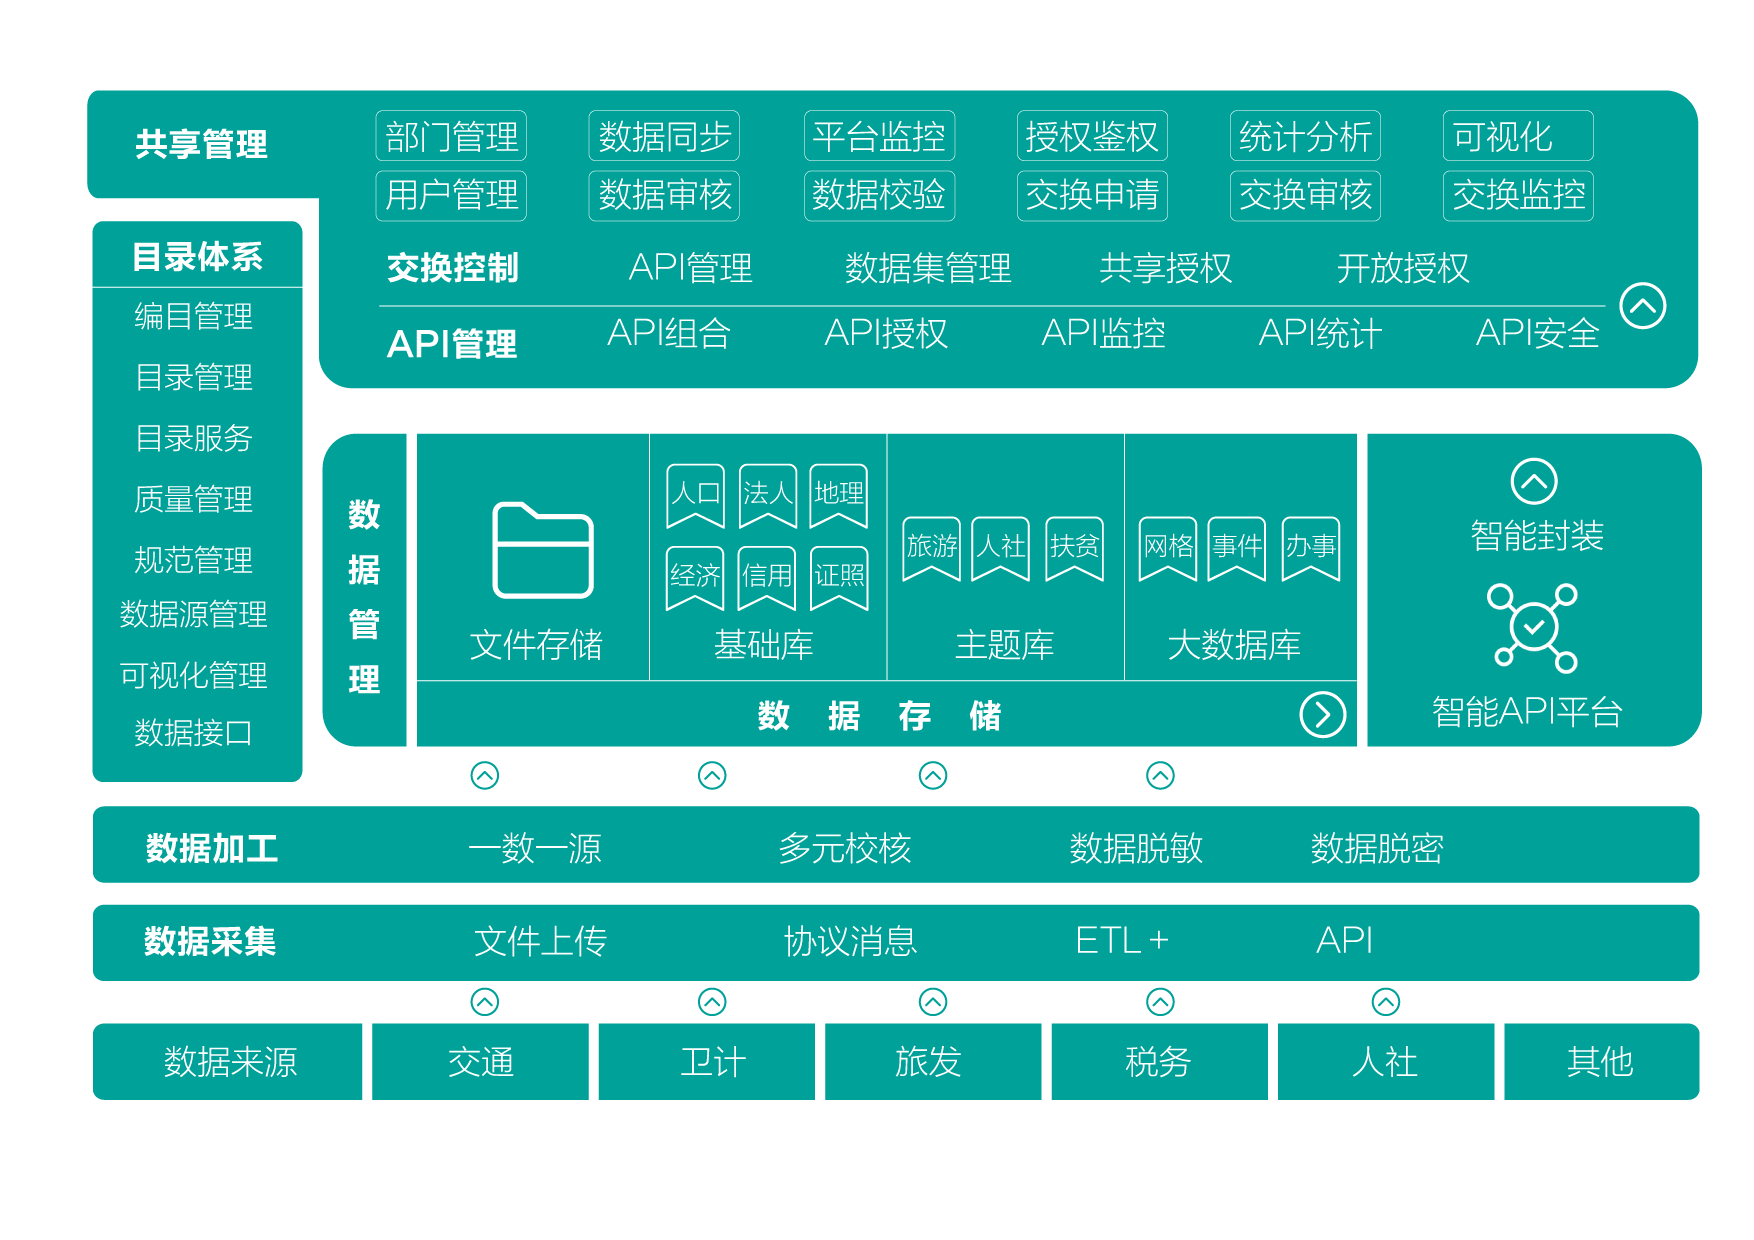 共享管理
部门管理 数据同步 平台监控 授权鉴权 统计分析 可视化
用户管理 数据审核 数据校验 交换申请 交换审核 交换监控
交换控制 API管理 数据集管理 共享授权 开放授权
API管理 API组合 API授权 API监控 API统计 API安全
目录体系
编目管理
目录管理
目录服务
质量管理
规范管理
数据源管理
可视化管理
数据接口
数据管理
文件存储
人口 法人 地理
经济 信用 证照
基础库
旅游 人社 扶贫
主题库
网格 事件 办事
大数据库
数据存储
智能封装
智能API平台
数据加工 一数一源 多元校核 数据脱敏 数据脱密
数据采集 文件上传 协议消息 ETL + API
数据来源 交通 卫计 旅发 税务 人社 其他